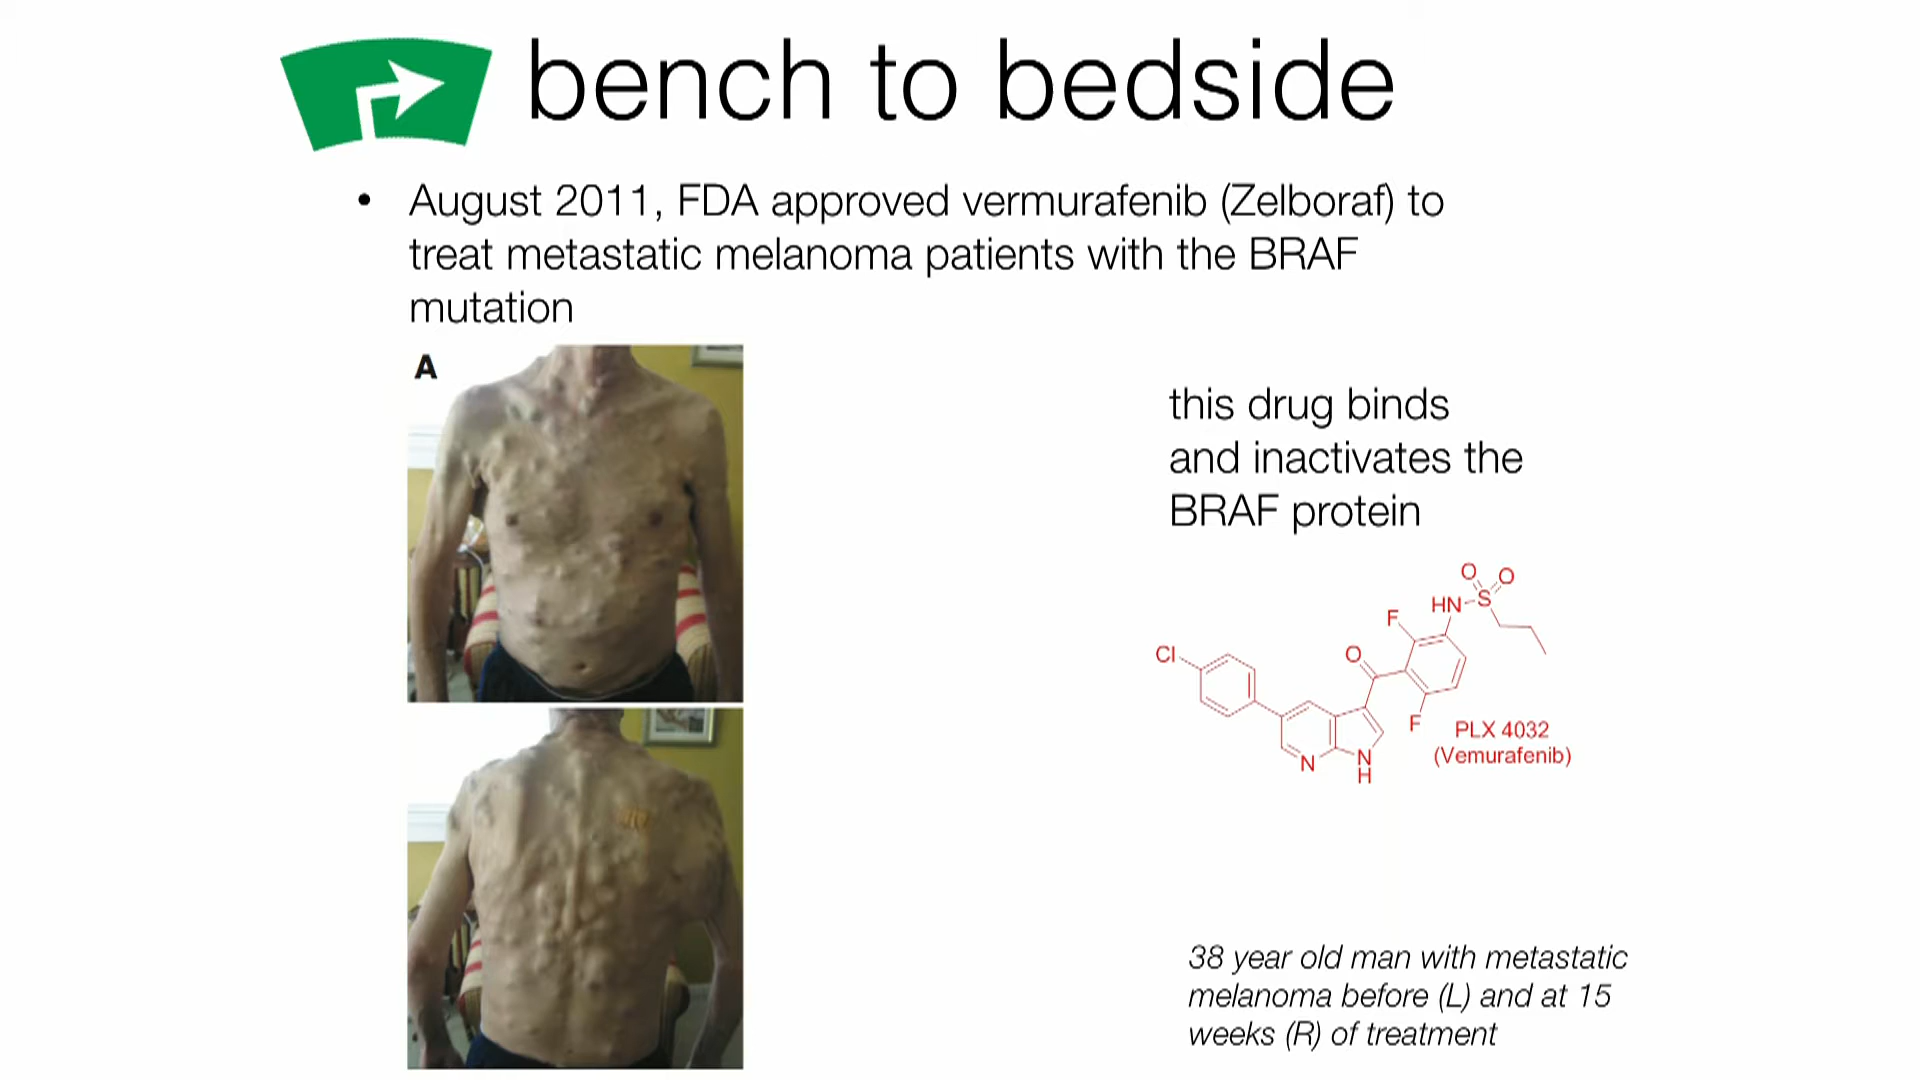 bench to bedside
• August 2011, FDA approved vermurafenib (Zelboraf) to
treat metastatic melanoma patients with the BRAF
mutation
A
this drug binds
and inactivates the
BRAF protein
O O
HN S
F
Cl
O
F
N
N
H
PLX 4032
(Vemurafenib)
38 year old man with metastatic
melanoma before (L) and at 15
weeks (R) of treatment